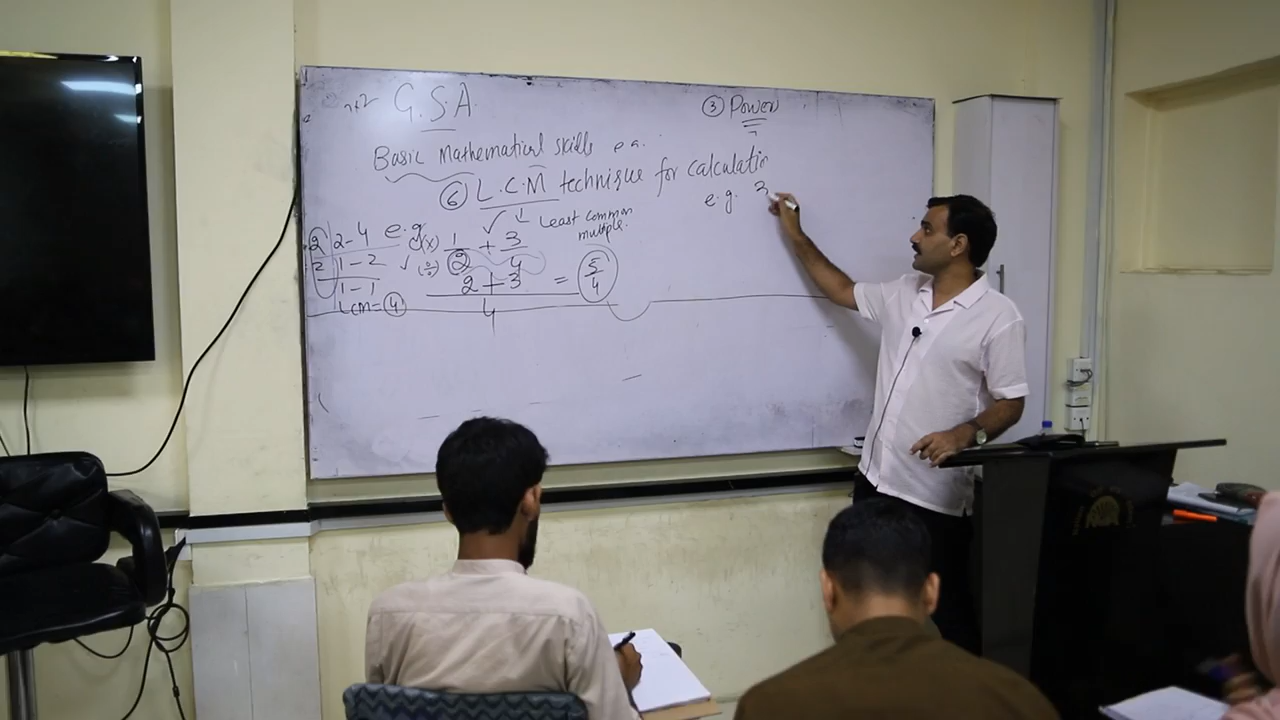 G.S.A.
③ Power
Basic Mathematical skills
⑥ L.C.M technique for calculatin
e.g. 3
Least common
multiple.
e.g
2 | 2-4
2 | 1-2
1-1
Lcm=④
1/2 + 3/4
2+3/4 = 5/4